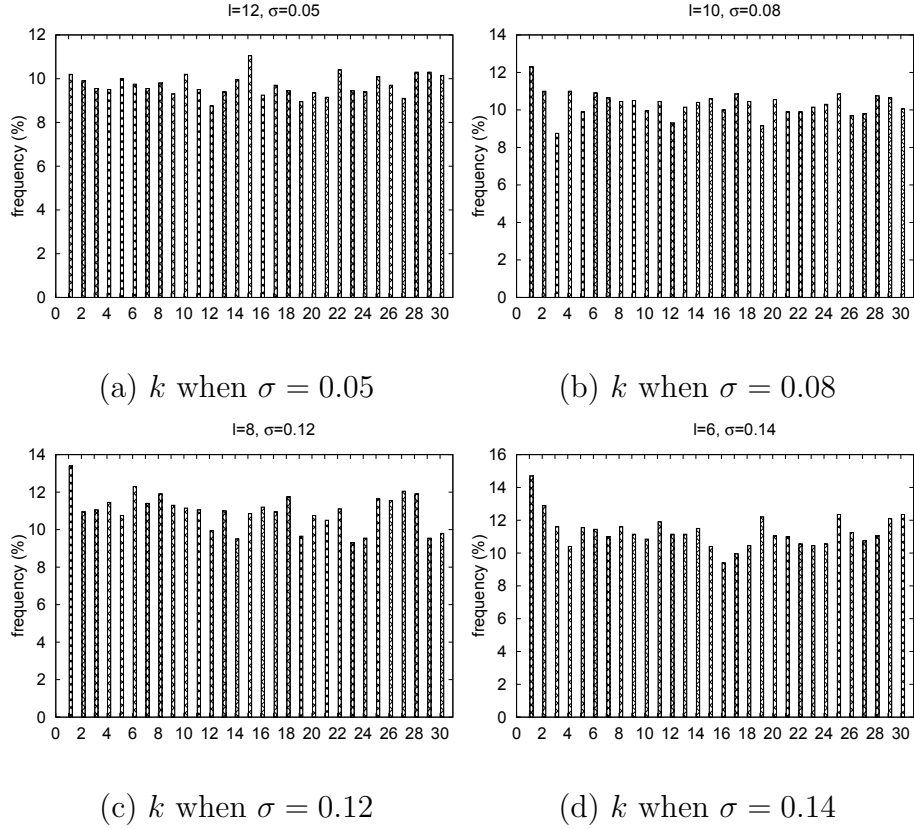 l=12, σ=0.05
12
10
8
6
4
2
0
frequency (%)
0 2 4 6 8 10 12 14 16 18 20 22 24 26 28 30
(a) k when σ = 0.05
l=10, σ=0.08
14
12
10
8
6
4
2
0
frequency (%)
0 2 4 6 8 10 12 14 16 18 20 22 24 26 28 30
(b) k when σ = 0.08
l=8, σ=0.12
14
12
10
8
6
4
2
0
frequency (%)
0 2 4 6 8 10 12 14 16 18 20 22 24 26 28 30
(c) k when σ = 0.12
l=6, σ=0.14
16
14
12
10
8
6
4
2
0
frequency (%)
0 2 4 6 8 10 12 14 16 18 20 22 24 26 28 30
(d) k when σ = 0.14